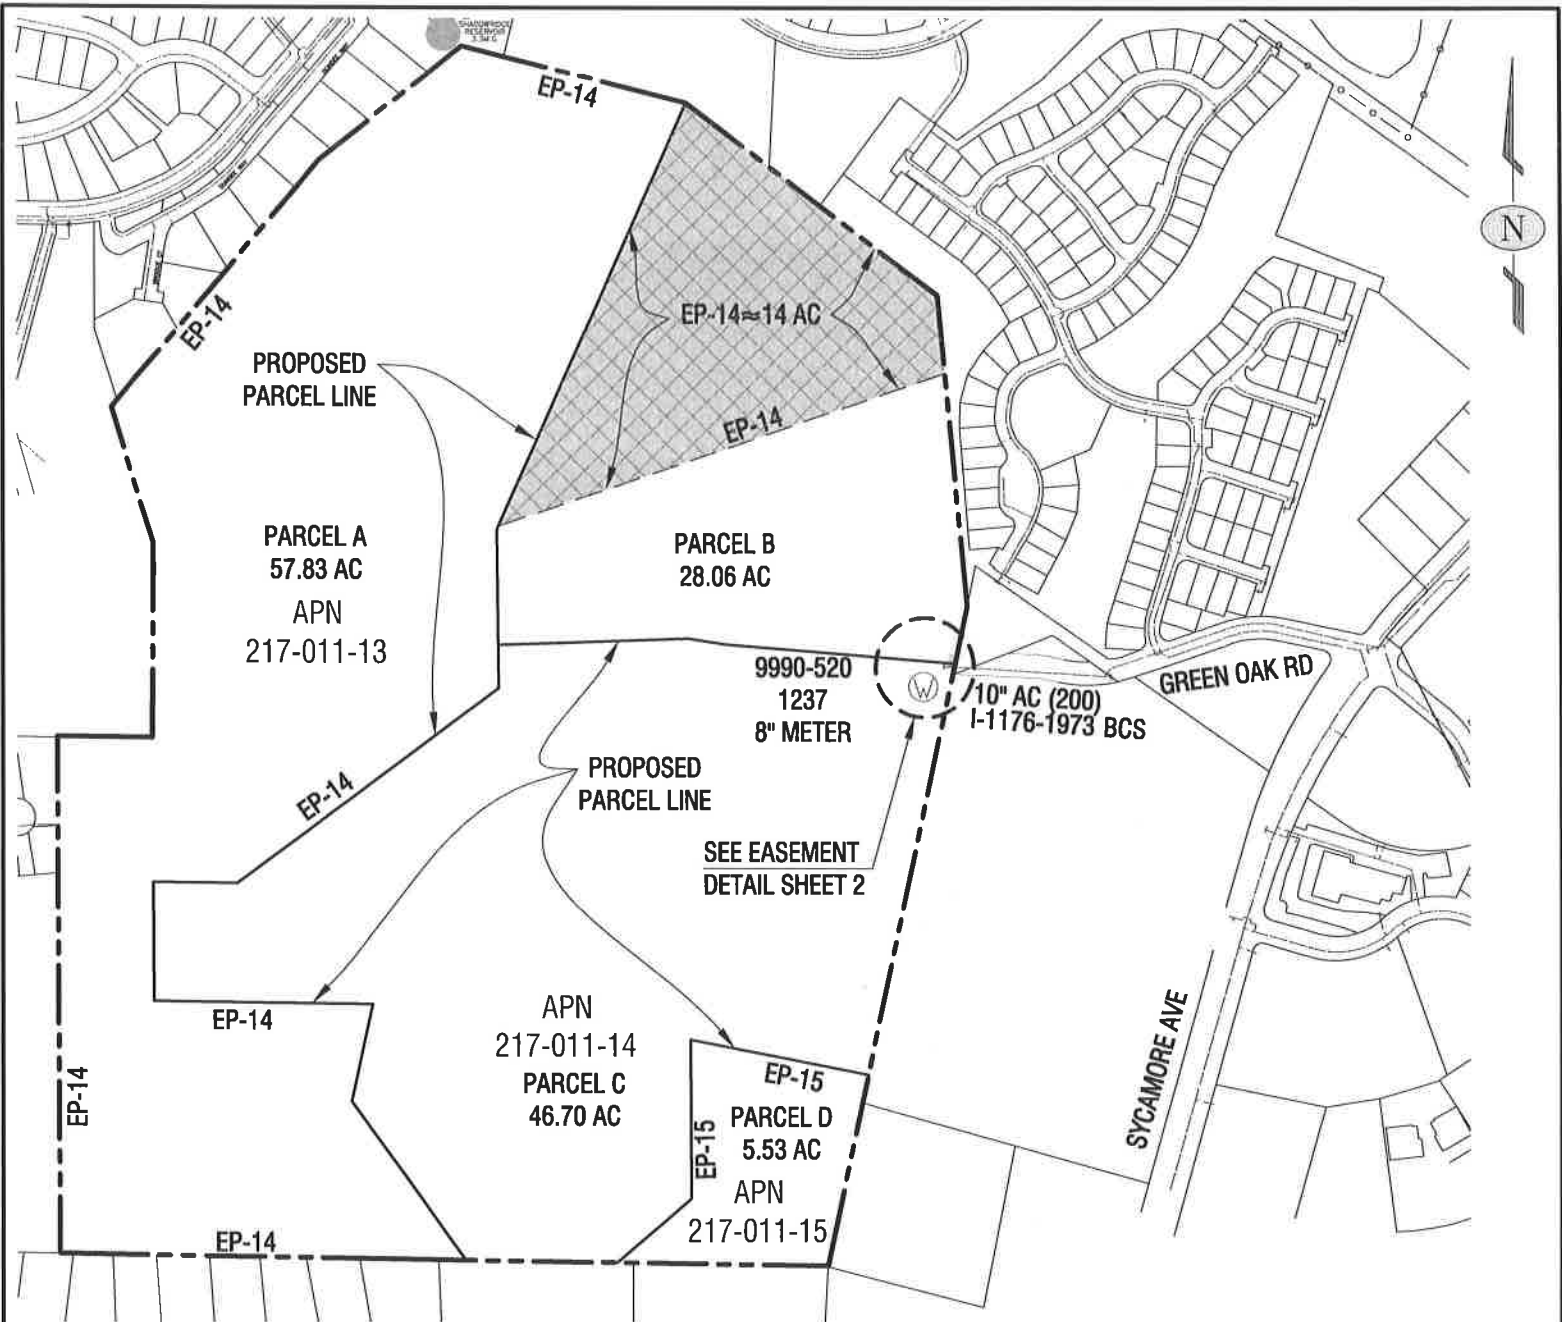 SHADOWRIDGE
RESERVOIR
3.3M G
EP-14
N
EP-14≈14 AC
EP-14
PROPOSED
PARCEL LINE
EP-14
PARCEL A
57.83 AC
APN
217-011-13
PARCEL B
28.06 AC
9990-520
1237
8" METER
W
10" AC (200)
I-1176-1973 BCS
GREEN OAK RD
EP-14
PROPOSED
PARCEL LINE
SEE EASEMENT
DETAIL SHEET 2
EP-14
APN
217-011-14
PARCEL C
46.70 AC
EP-15
EP-15
PARCEL D
5.53 AC
APN
217-011-15
SYCAMORE AVE
EP-14
EP-14